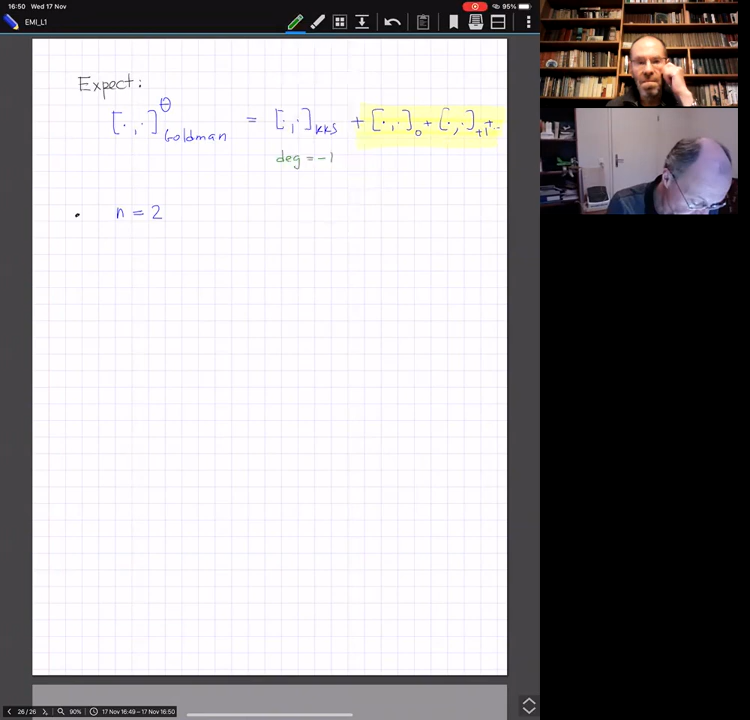 16:50 Wed 17 Nov
95%
EMI_L1
Expect:
[·,·]^θ_Goldman = [·,·]_KKS + [·,·]_0 + [·,·]_+1 + ...
deg = -1
· n = 2
26 / 26
90%
17 Nov 16:49 – 17 Nov 16:50